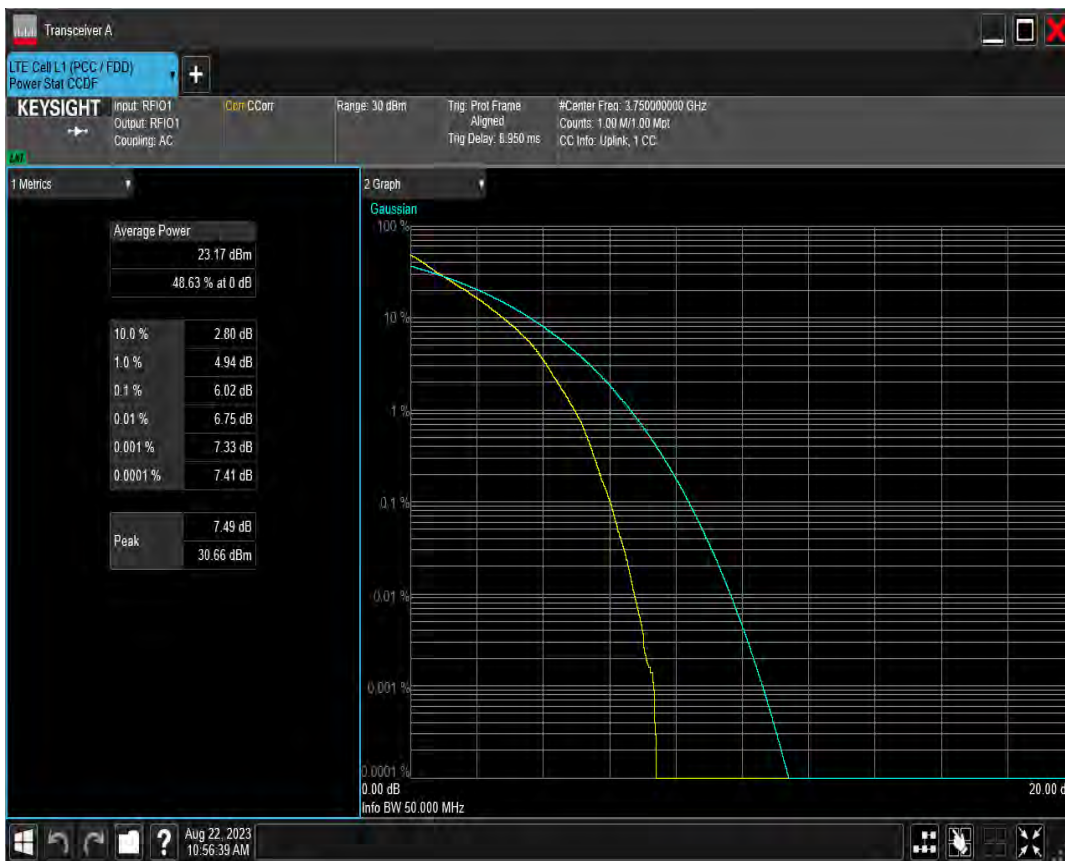 Transceiver A
LTE Cell L1 (PCC / FDD)
Power Stat CCDF
+
KEYSIGHT
LXI
Input: RFIO1
Output: RFIO1
Coupling: AC
Corr CCorr
Range: 30 dBm
Trig: Prot Frame
Aligned
Trig Delay: 8.950 ms
#Center Freq: 3.750000000 GHz
Counts: 1.00 M/1.00 Mpt
CC Info: Uplink, 1 CC
1 Metrics
Average Power
23.17 dBm
48.63 % at 0 dB
10.0 % 2.80 dB
1.0 % 4.94 dB
0.1 % 6.02 dB
0.01 % 6.75 dB
0.001 % 7.33 dB
0.0001 % 7.41 dB
Peak
7.49 dB
30.66 dBm
2 Graph
Gaussian
100 %
10 %
1 %
0.1 %
0.01 %
0.001 %
0.0001 %
0.00 dB
20.00 d
Info BW 50.000 MHz
?
Aug 22, 2023
10:56:39 AM